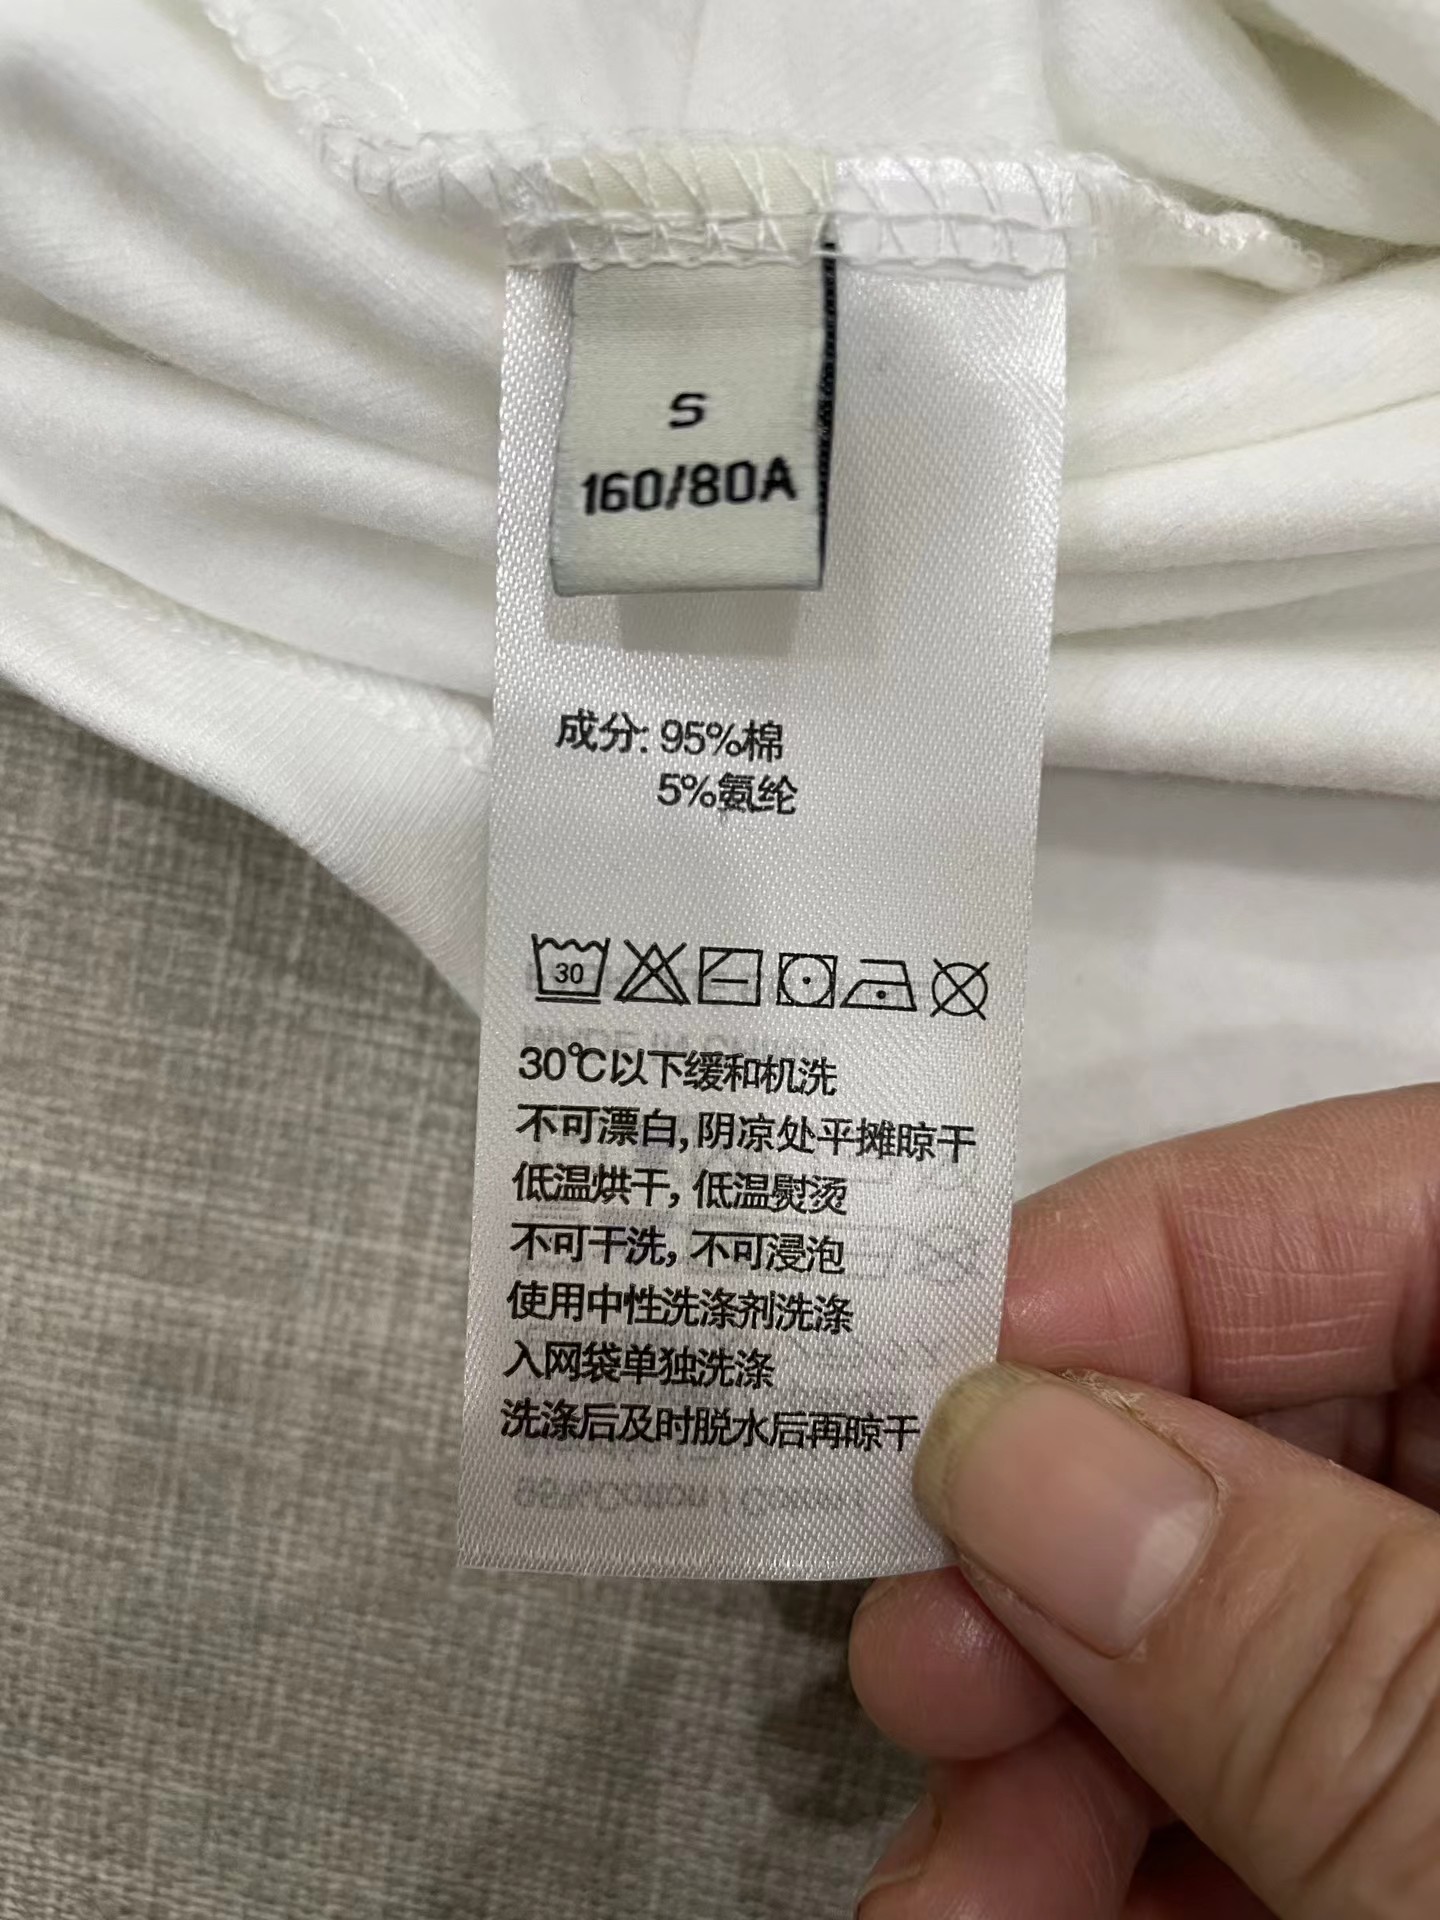 S
160/80A
成分: 95%棉
5%氨纶
30
30℃以下缓和机洗
不可漂白, 阴凉处平摊晾干
低温烘干, 低温熨烫
不可干洗, 不可浸泡
使用中性洗涤剂洗涤
入网袋单独洗涤
洗涤后及时脱水后再晾干